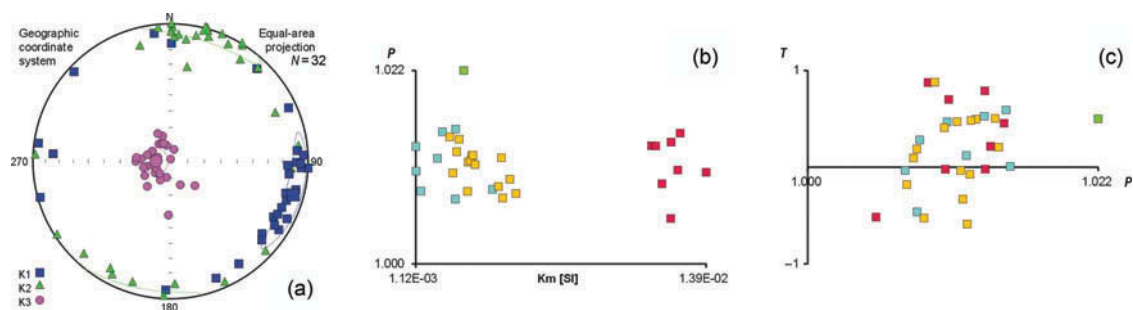 Geographic
coordinate
system
N
Equal-area
projection
N = 32
270
90
180
K1
K2
K3
(a)
P
(b)
1.022
1.000
1.12E-03
Km [SI]
1.39E-02
T
(c)
1
1.000
1.022
P
–1